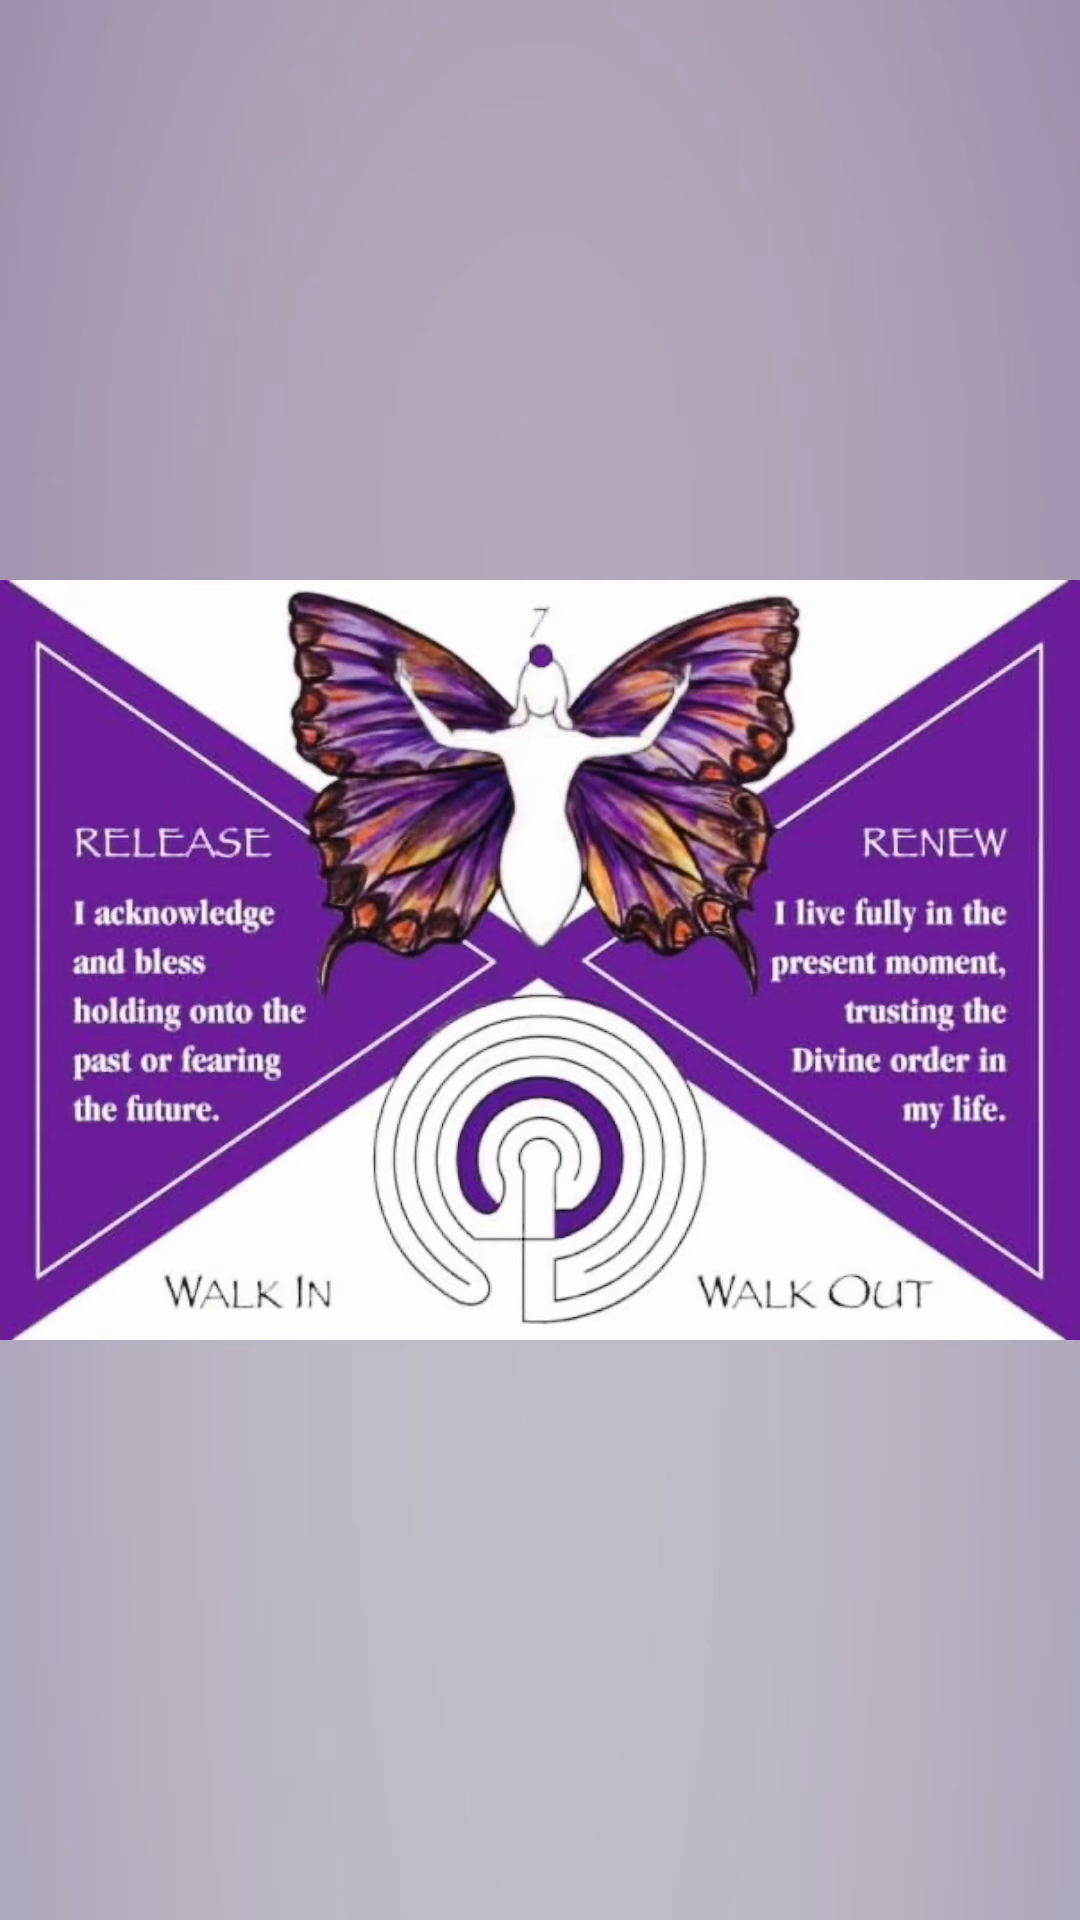 7
RELEASE
I acknowledge
and bless
holding onto the
past or fearing
the future.
RENEW
I live fully in the
present moment,
trusting the
Divine order in
my life.
WALK IN
WALK OUT